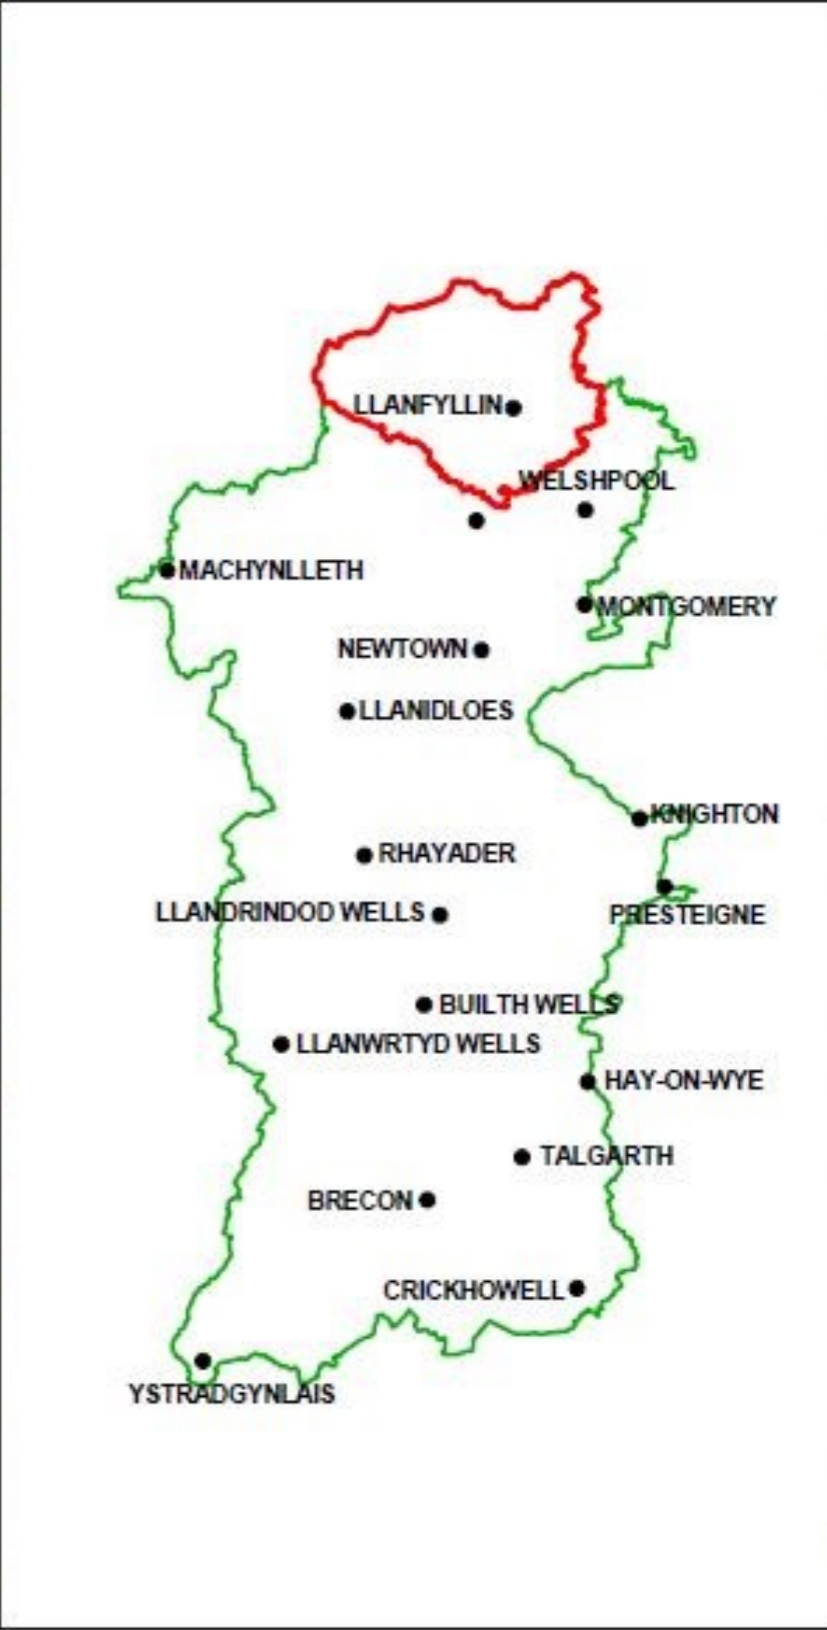 LLANFYLLIN
WELSHPOOL
MACHYNLLETH
MONTGOMERY
NEWTOWN
LLANIDLOES
KNIGHTON
RHAYADER
LLANDRINDOD WELLS
PRESTEIGNE
BUILTH WELLS
LLANWRTYD WELLS
HAY-ON-WYE
TALGARTH
BRECON
CRICKHOWELL
YSTRADGYNLAIS